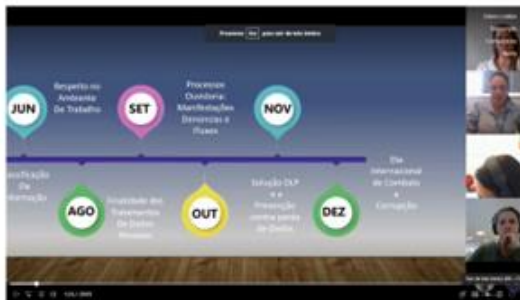 Pressione Esc para sair da tela inteira
JUN
Respeito no
Ambiente
De Trabalho
SET
Processos
Ouvidoria:
Manifestações
Denúncias e
Fluxos
NOV
Da
AGO
Finalidade dos
Tratamentos
De Dados
OUT
Solução DLP
e a
Prevenção
contra perda
de Dados
DEZ
Dia
Internacional
de Combate
a
Corrupção